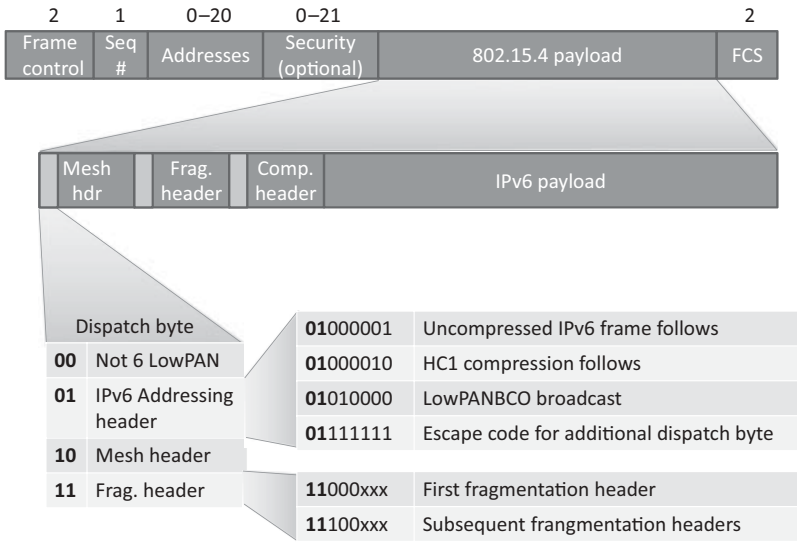 2 1 0–20 0–21 2
Frame control Seq # Addresses Security (optional) 802.15.4 payload FCS
Mesh hdr Frag. header Comp. header IPv6 payload
Dispatch byte
00 Not 6 LowPAN
01 IPv6 Addressing header
10 Mesh header
11 Frag. header
01000001 Uncompressed IPv6 frame follows
01000010 HC1 compression follows
01010000 LowPANBCO broadcast
01111111 Escape code for additional dispatch byte
11000xxx First fragmentation header
11100xxx Subsequent frangmentation headers